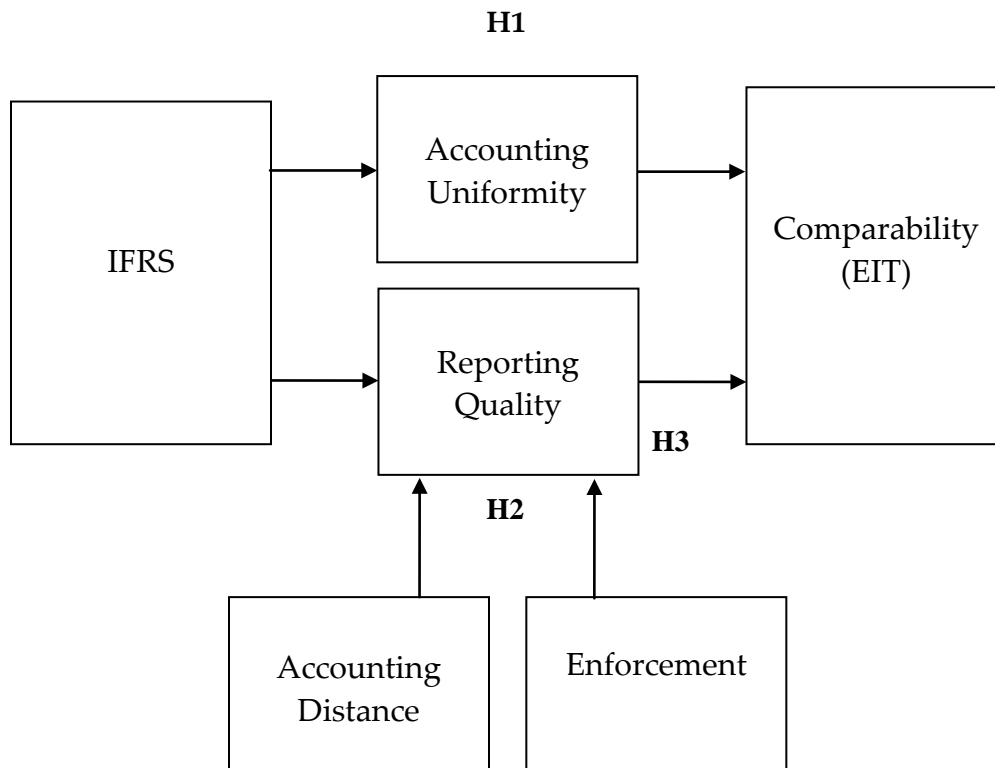 H1
Accounting
Uniformity
IFRS
Comparability
(EIT)
Reporting
Quality
H3
H2
Accounting
Distance
Enforcement